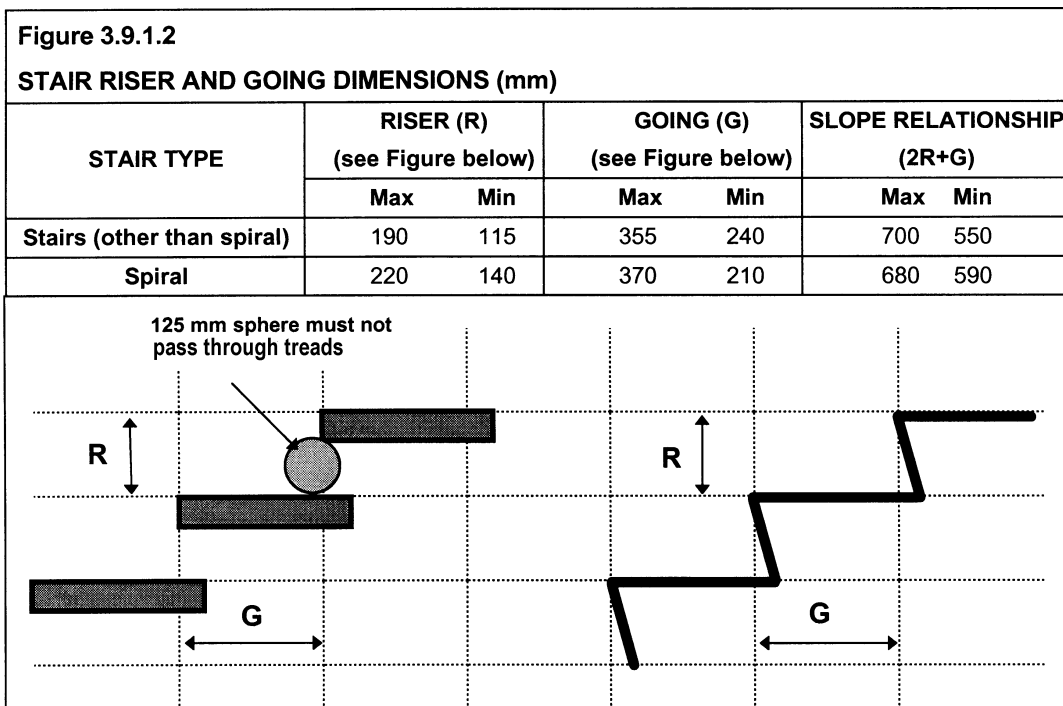 Figure 3.9.1.2
STAIR RISER AND GOING DIMENSIONS (mm)
STAIR TYPE
RISER (R)
(see Figure below)
GOING (G)
(see Figure below)
SLOPE RELATIONSHIP
(2R+G)
Max Min Max Min Max Min
Stairs (other than spiral) 190 115 355 240 700 550
Spiral 220 140 370 210 680 590
125 mm sphere must not
pass through treads
R
R
G
G